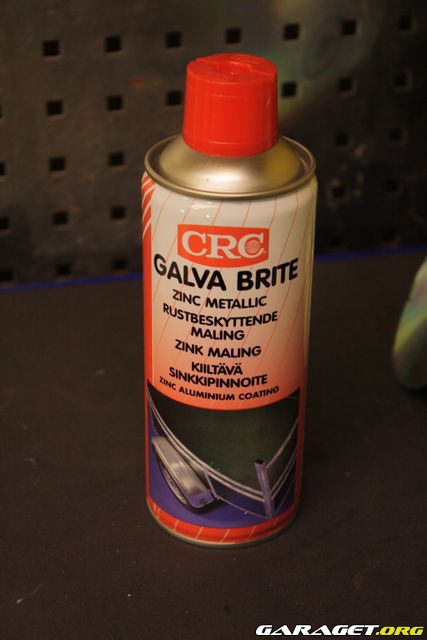 CRC
GALVA BRITE
ZINC METALLIC
RUSTBESKYTTENDE
MALING
ZINK MALING
KIILTÄVÄ
SINKKIPINNOITE
ZINC ALUMINIUM COATING
GARAGET.ORG